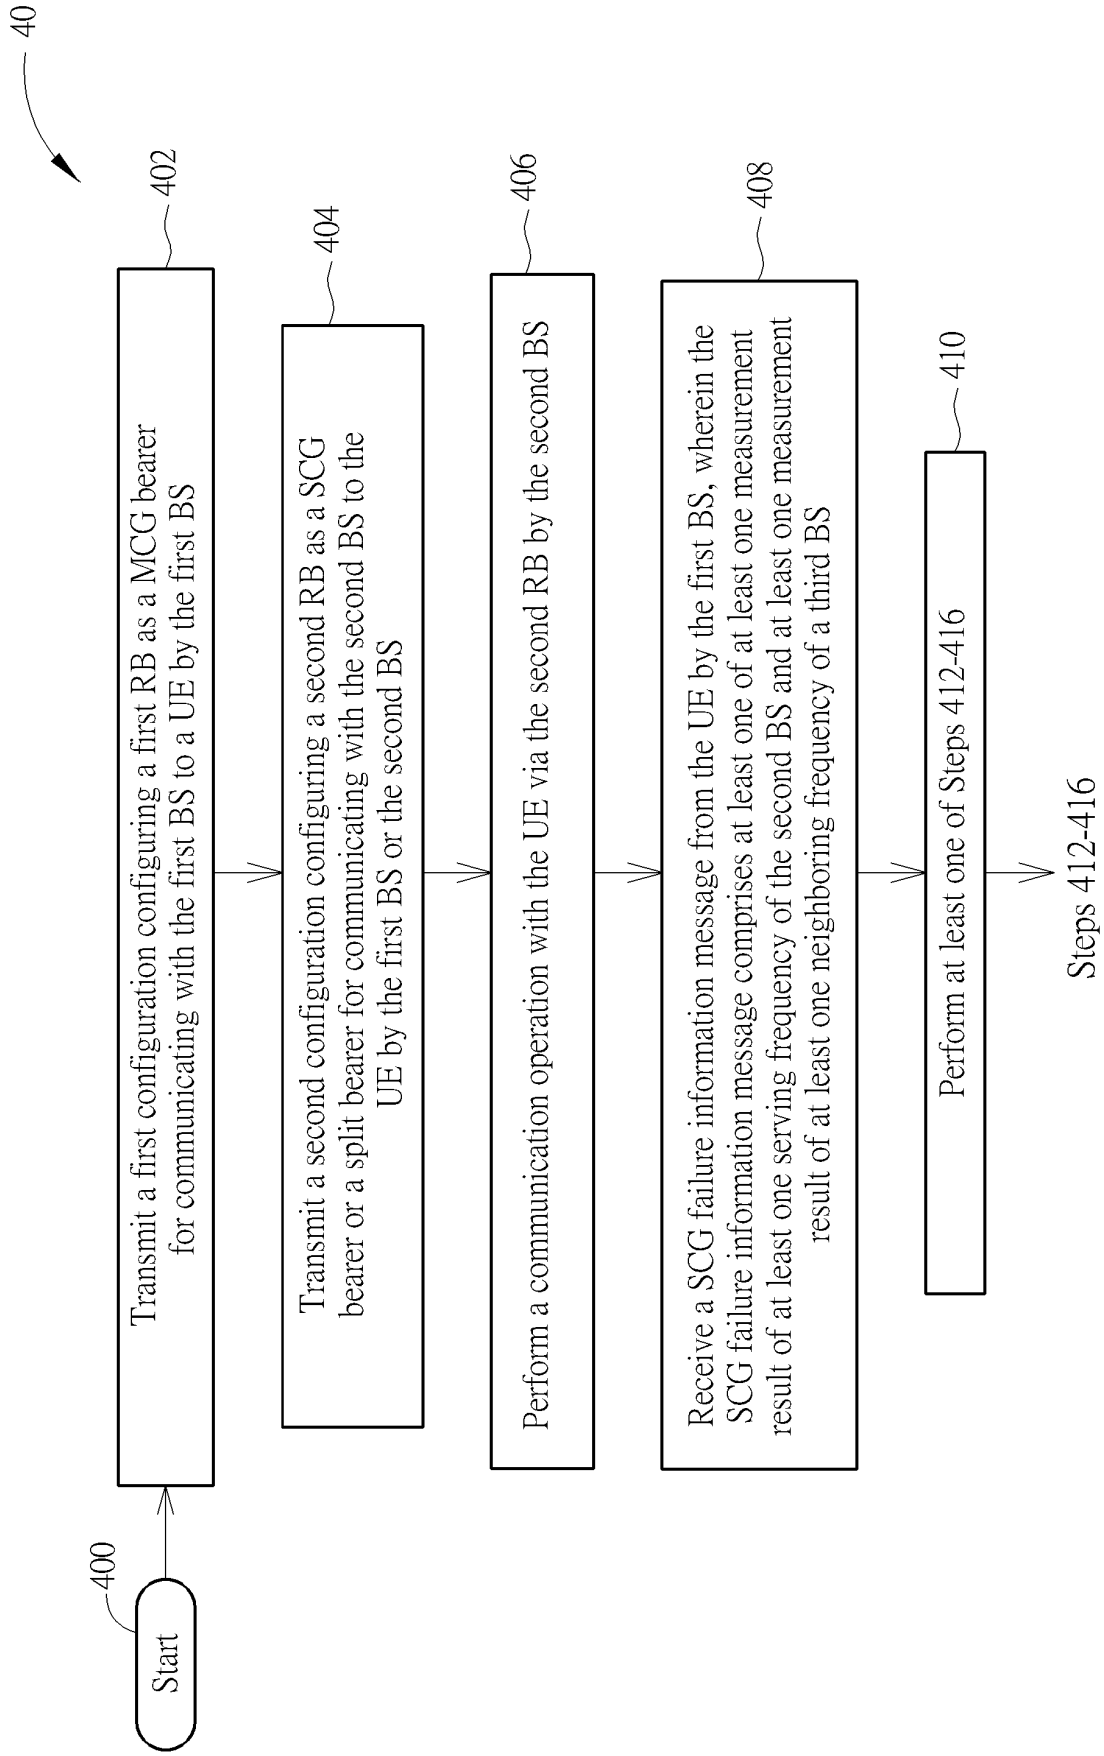 40
400
Start
402
Transmit a first configuration configuring a first RB as a MCG bearer
for communicating with the first BS to a UE by the first BS
404
Transmit a second configuration configuring a second RB as a SCG
bearer or a split bearer for communicating with the second BS to the
UE by the first BS or the second BS
406
Perform a communication operation with the UE via the second RB by the second BS
408
Receive a SCG failure information message from the UE by the first BS, wherein the
SCG failure information message comprises at least one of at least one measurement
result of at least one serving frequency of the second BS and at least one measurement
result of at least one neighboring frequency of a third BS
410
Perform at least one of Steps 412-416
Steps 412-416